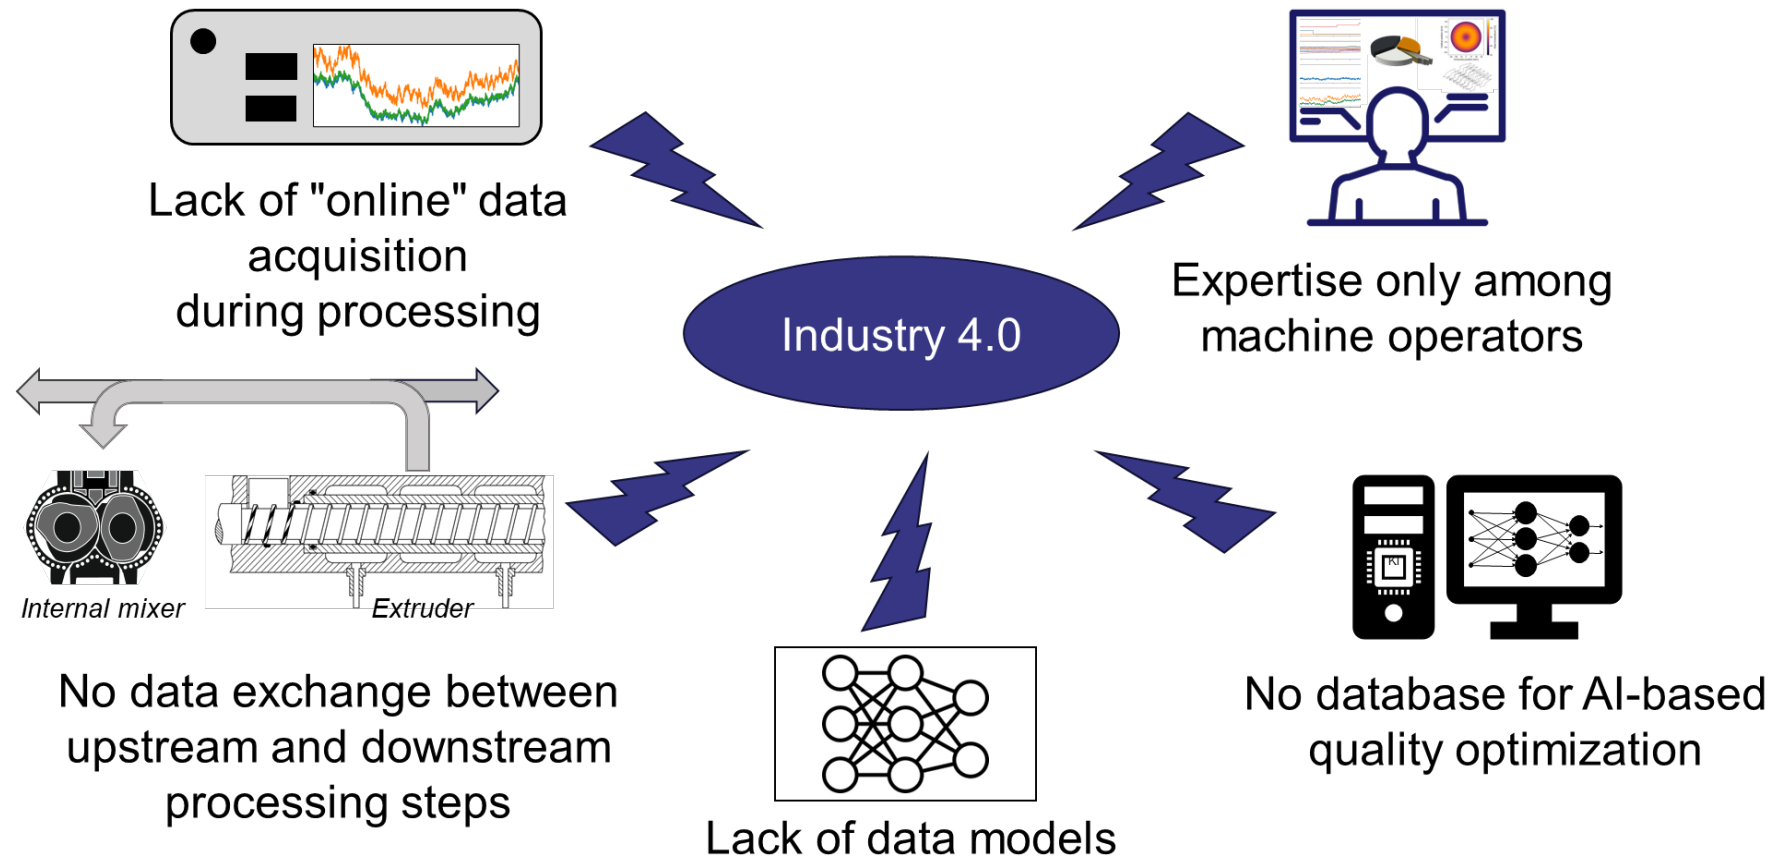 Lack of "online" data
acquisition
during processing
Expertise only among
machine operators
Industry 4.0
Internal mixer
Extruder
KI
No data exchange between
upstream and downstream
processing steps
Lack of data models
No database for AI-based
quality optimization